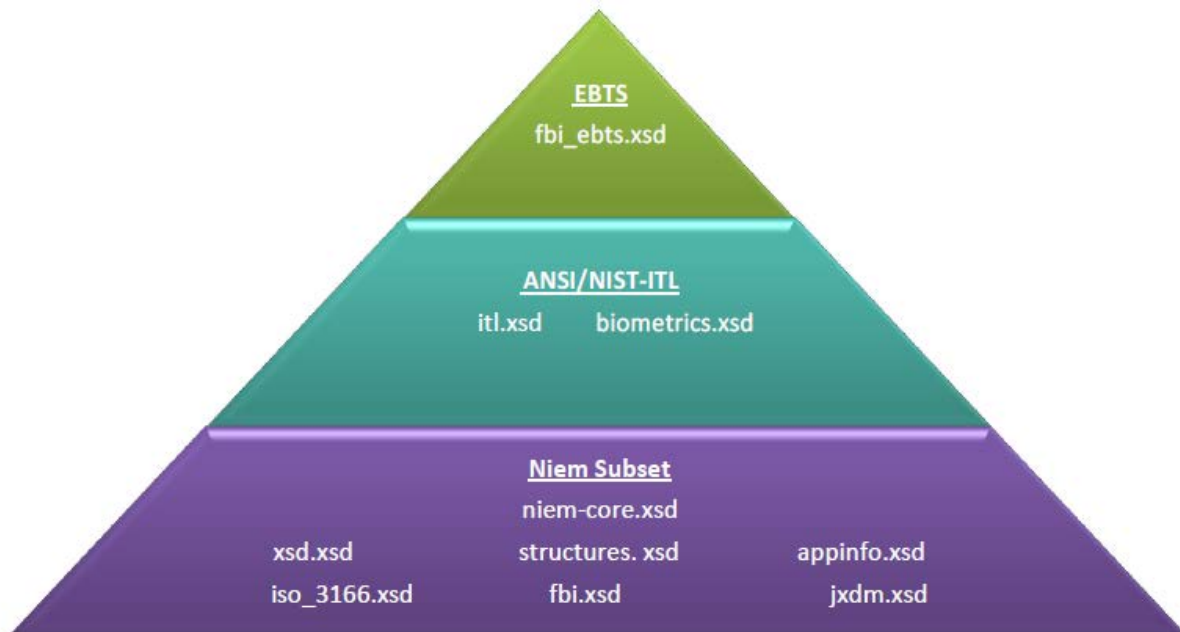 EBTS
fbi_ebts.xsd
ANSI/NIST-ITL
itl.xsd biometrics.xsd
Niem Subset
niem-core.xsd
xsd.xsd structures. xsd appinfo.xsd
iso_3166.xsd fbi.xsd jxdm.xsd